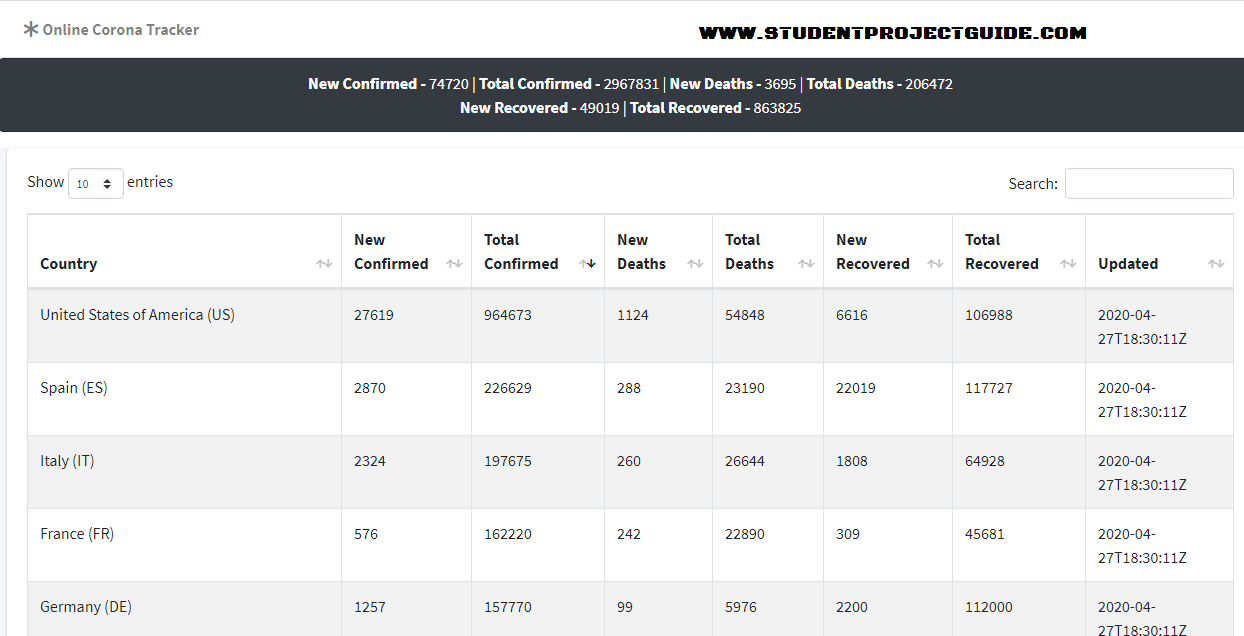 Online Corona Tracker
WWW.STUDENTPROJECTGUIDE.COM
New Confirmed - 74720 | Total Confirmed - 2967831 | New Deaths - 3695 | Total Deaths - 206472
New Recovered - 49019 | Total Recovered - 863825
Show 10 entries
Search:
Country New Confirmed Total Confirmed New Deaths Total Deaths New Recovered Total Recovered Updated
United States of America (US) 27619 964673 1124 54848 6616 106988 2020-04-
27T18:30:11Z
Spain (ES) 2870 226629 288 23190 22019 117727 2020-04-
27T18:30:11Z
Italy (IT) 2324 197675 260 26644 1808 64928 2020-04-
27T18:30:11Z
France (FR) 576 162220 242 22890 309 45681 2020-04-
27T18:30:11Z
Germany (DE) 1257 157770 99 5976 2200 112000 2020-04-
27T18:30:11Z